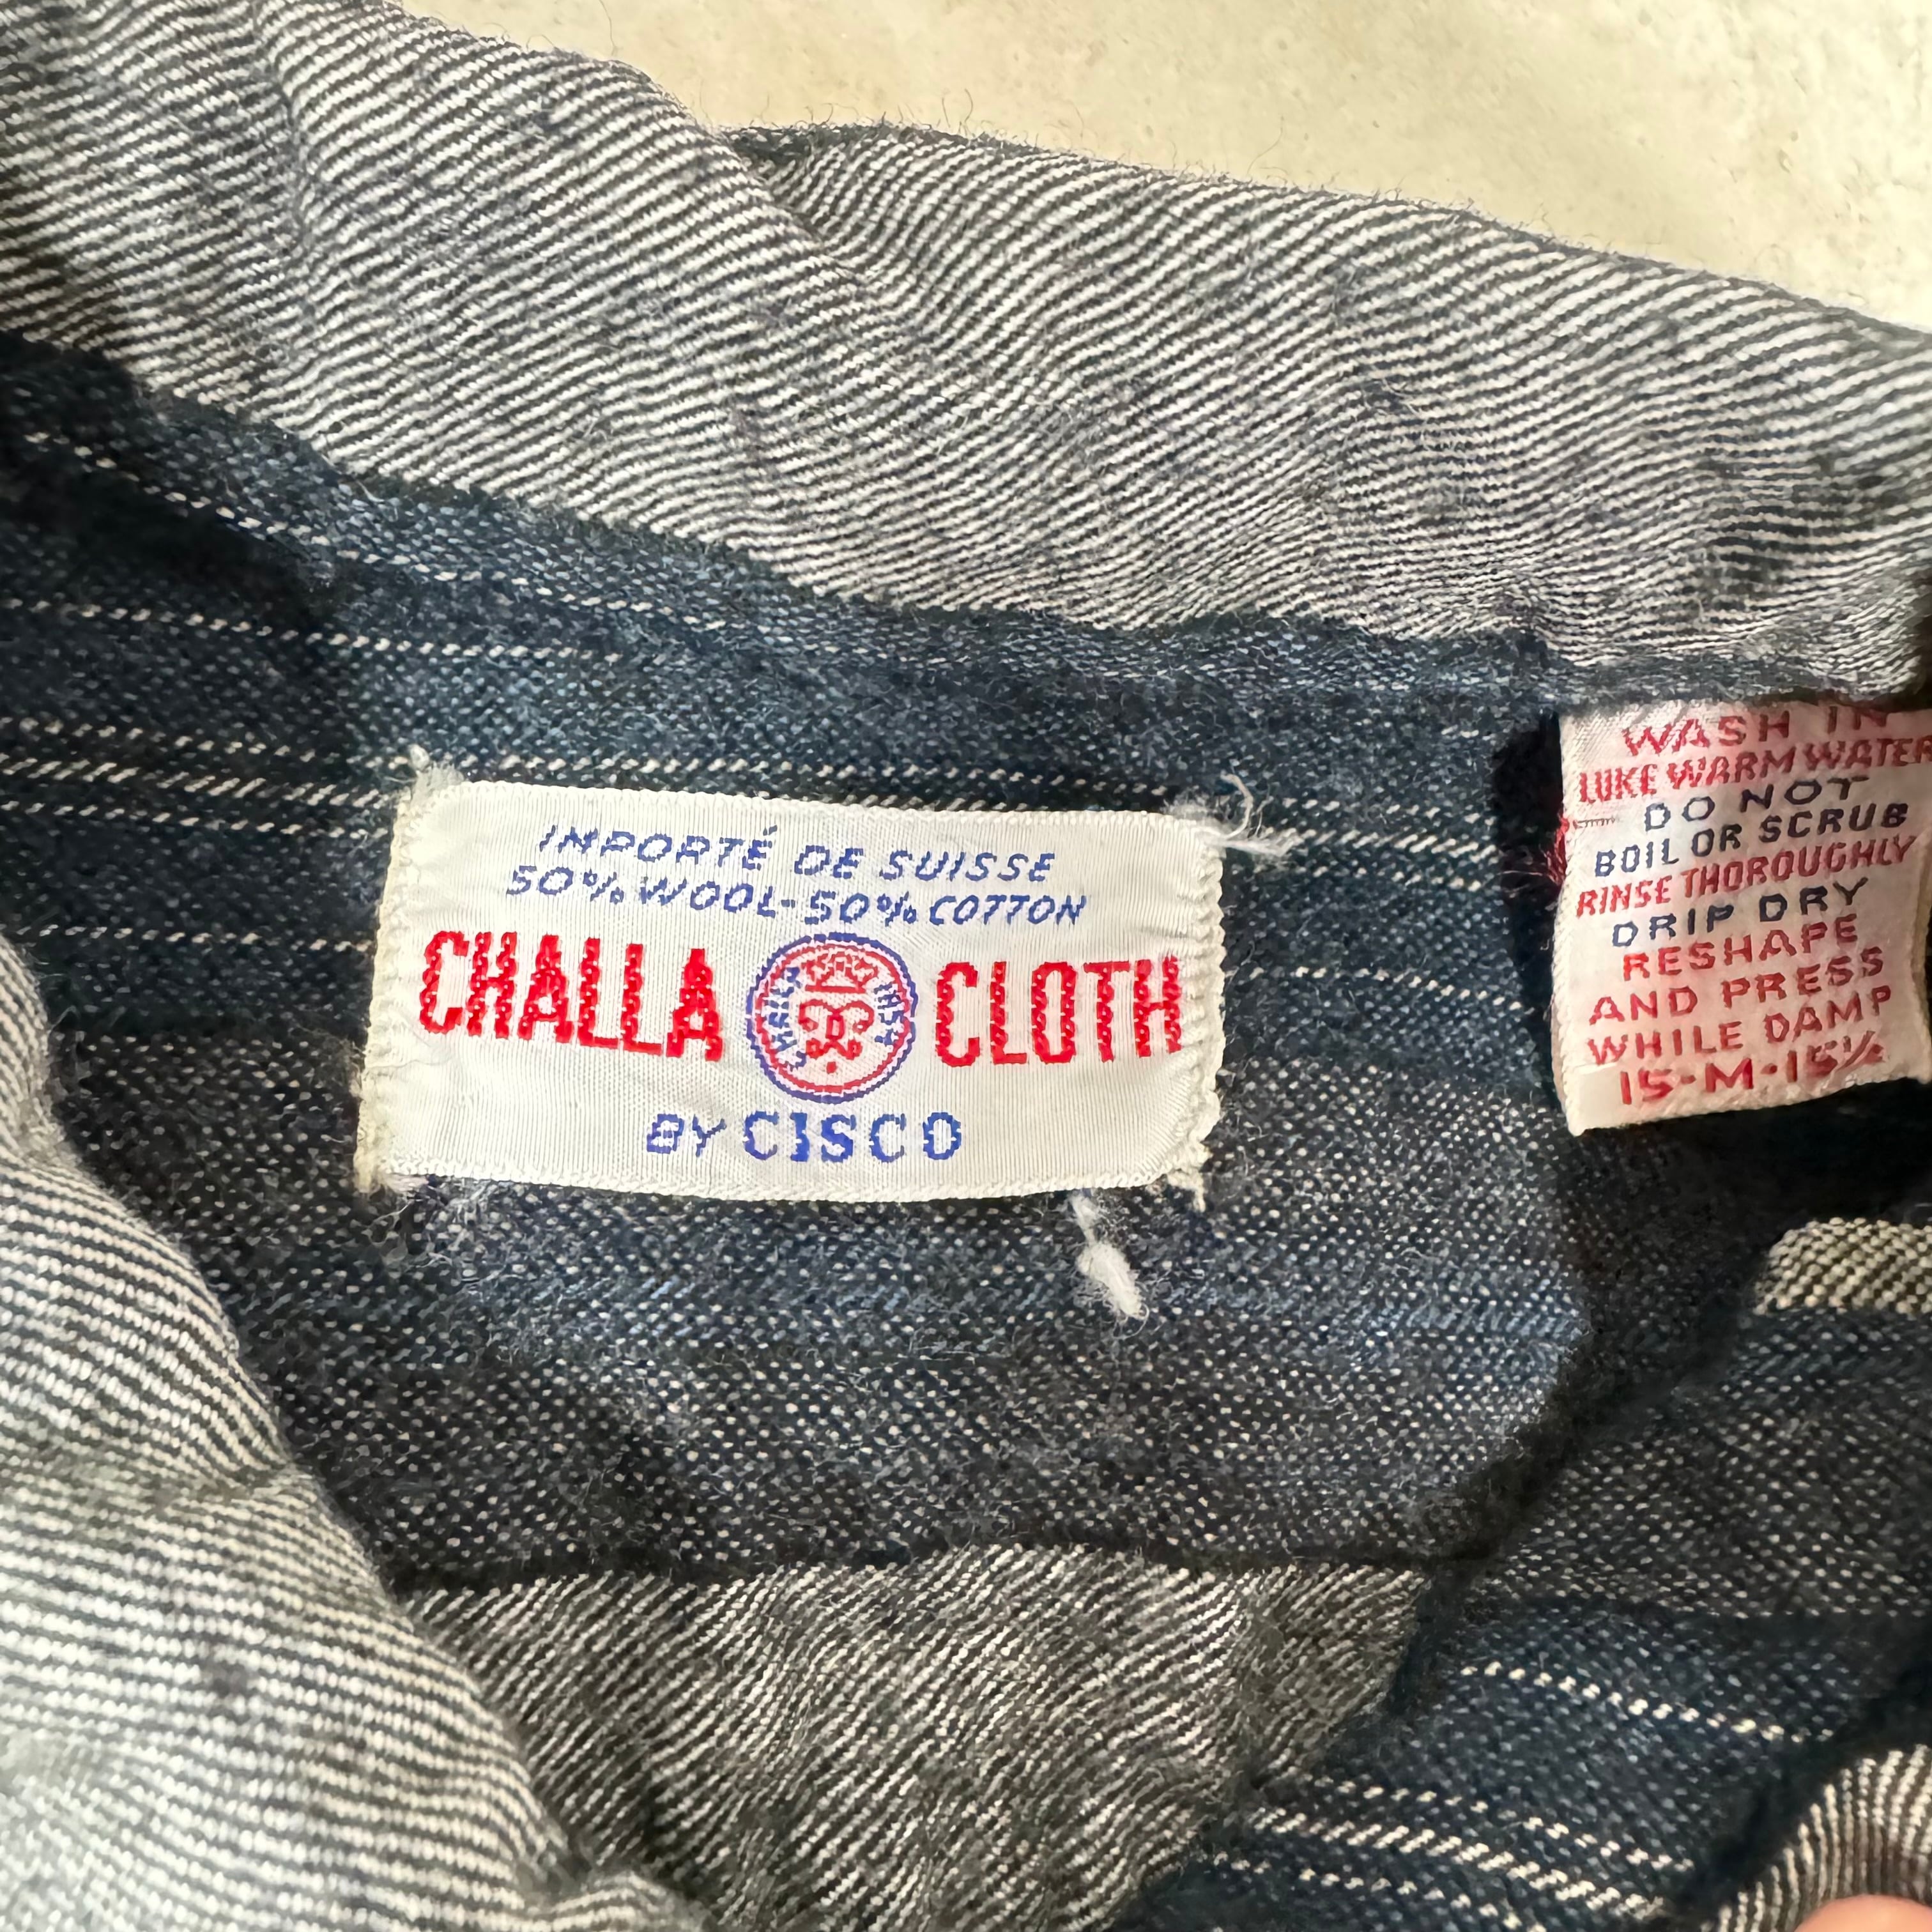 IMPORTÉ DE SUISSE
50% WOOL-50% COTTON
CHALLA CLOTH
BY CISCO
WASH IN
LUKE WARM WATER
DO NOT
BOIL OR SCRUB
RINSE THOROUGHLY
DRIP DRY
RESHAPE
AND PRESS
WHILE DAMP
15-M-15½